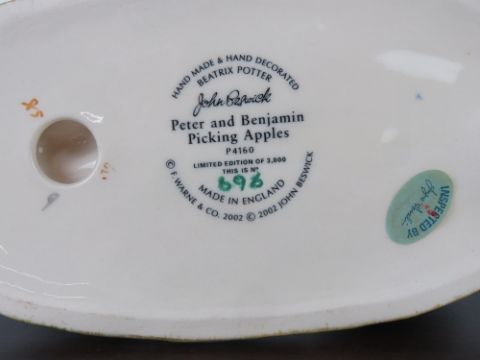 HAND MADE & HAND DECORATED
BEATRIX POTTER
John Beswick
Peter and Benjamin
Picking Apples
P4160
LIMITED EDITION OF 3,000
THIS IS Nº
696
MADE IN ENGLAND
© F. WARNE & CO. 2002 © 2002 JOHN BESWICK
INSPECTED BY